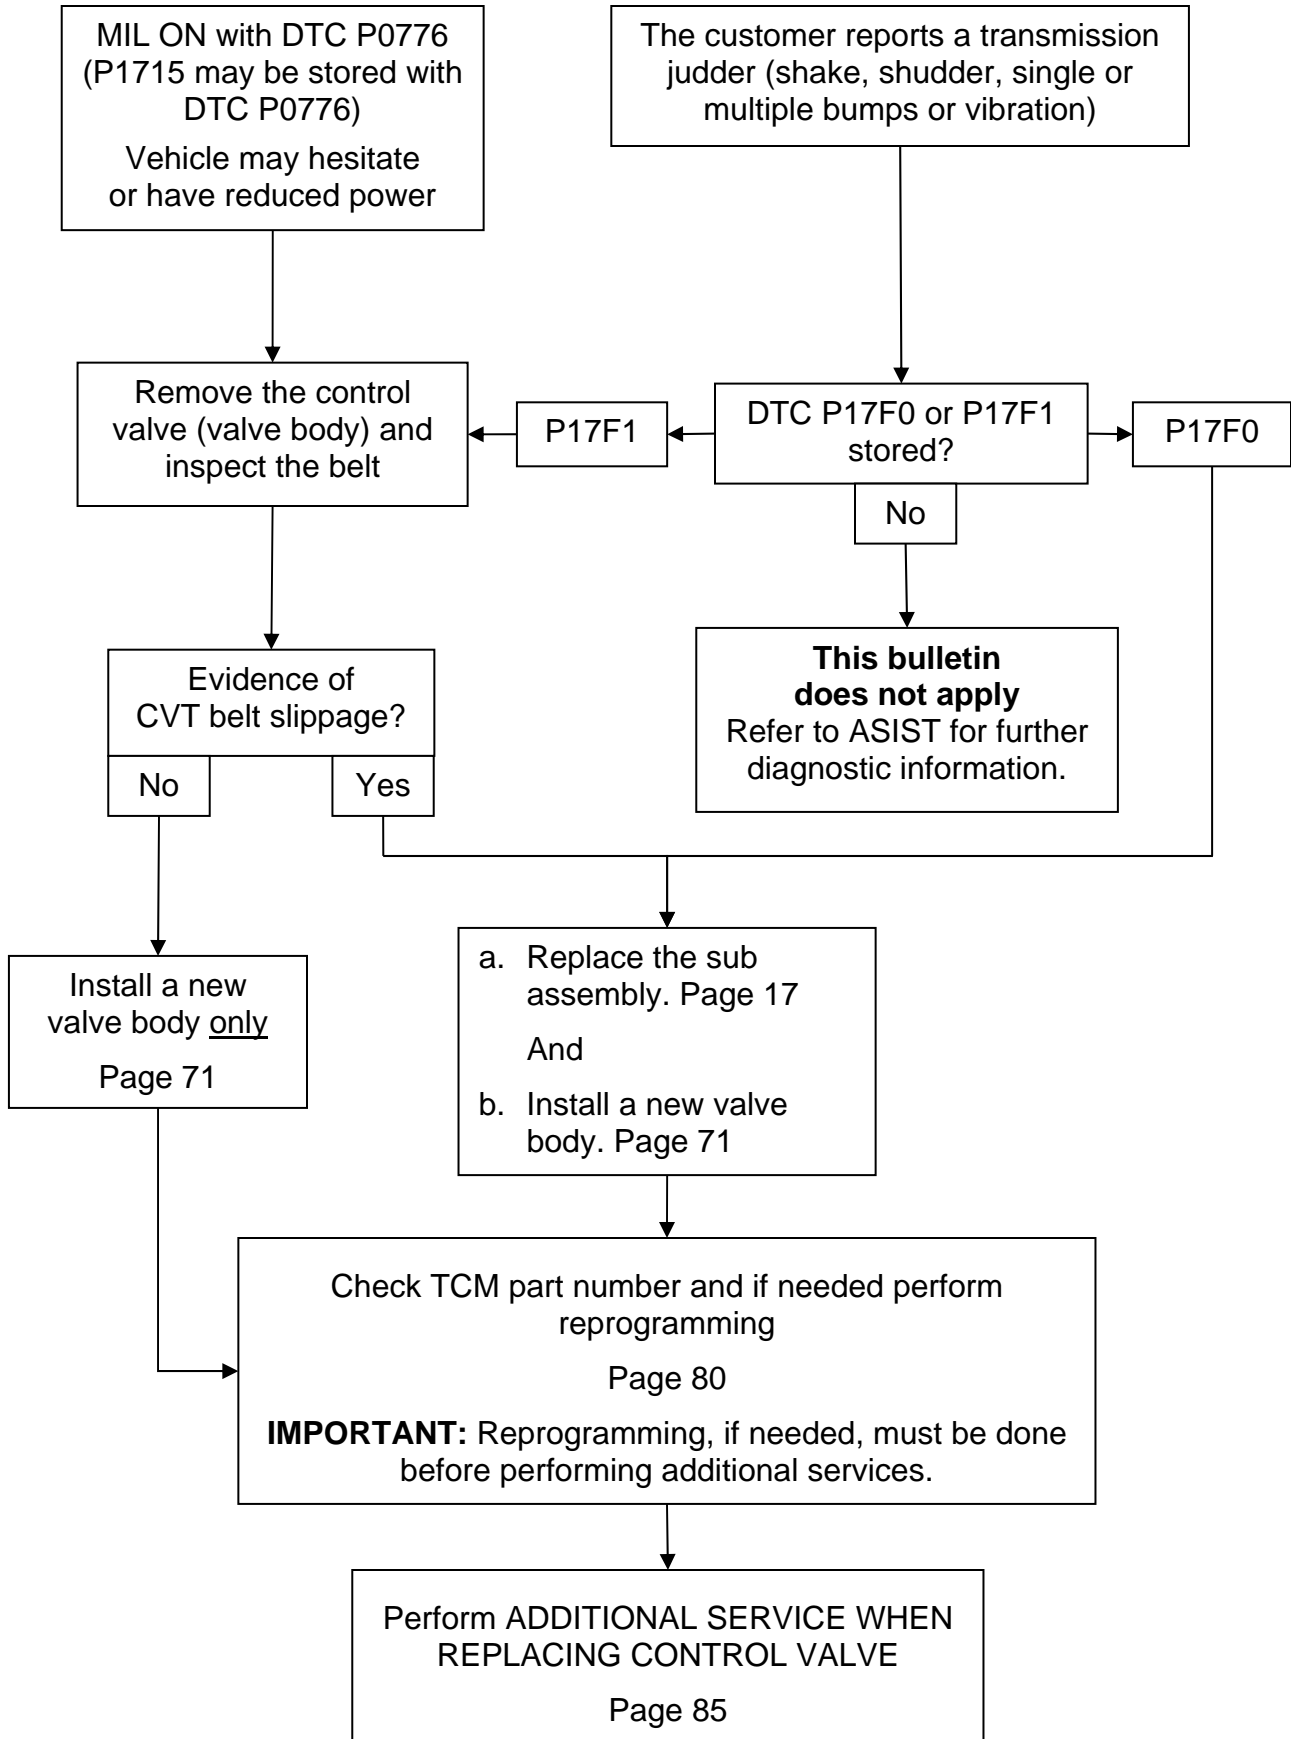 MIL ON with DTC P0776
(P1715 may be stored with
DTC P0776)
Vehicle may hesitate
or have reduced power
The customer reports a transmission
judder (shake, shudder, single or
multiple bumps or vibration)
Remove the control
valve (valve body) and
inspect the belt
P17F1
DTC P17F0 or P17F1
stored?
P17F0
No
This bulletin
does not apply
Refer to ASIST for further
diagnostic information.
Evidence of
CVT belt slippage?
No
Yes
Install a new
valve body only
Page 71
a. Replace the sub
assembly. Page 17
And
b. Install a new valve
body. Page 71
Check TCM part number and if needed perform
reprogramming
Page 80
IMPORTANT: Reprogramming, if needed, must be done
before performing additional services.
Perform ADDITIONAL SERVICE WHEN
REPLACING CONTROL VALVE
Page 85